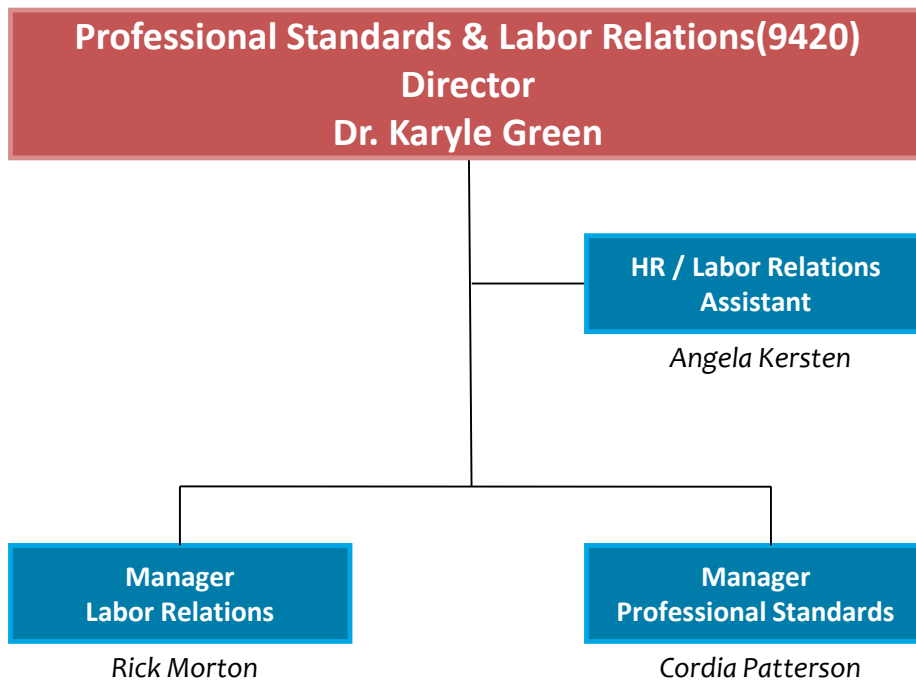 Professional Standards & Labor Relations(9420)
Director
Dr. Karyle Green
HR / Labor Relations
Assistant
Angela Kersten
Manager
Labor Relations
Rick Morton
Manager
Professional Standards
Cordia Patterson